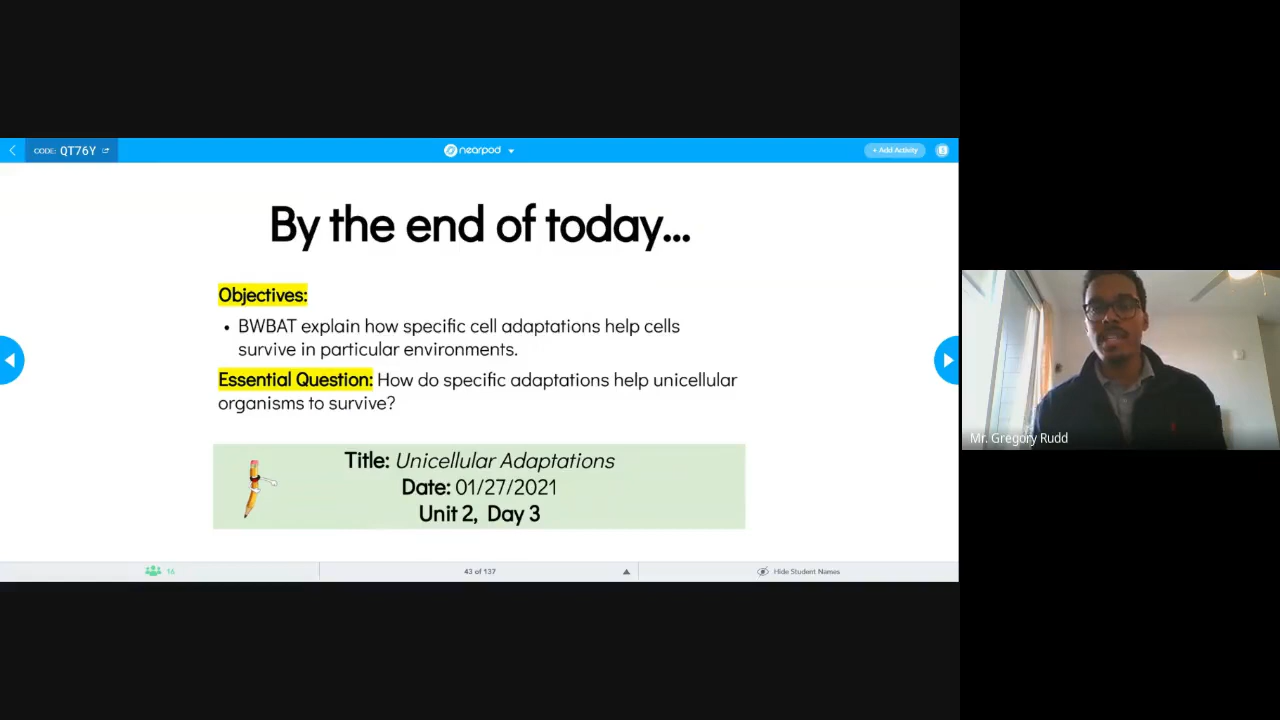 CODE: QT76Y
nearpod
+ Add Activity
By the end of today...
Objectives:
• BWBAT explain how specific cell adaptations help cells
survive in particular environments.
Essential Question: How do specific adaptations help unicellular
organisms to survive?
Title: Unicellular Adaptations
Date: 01/27/2021
Unit 2, Day 3
Mr. Gregory Rudd
16
43 of 137
Hide Student Names